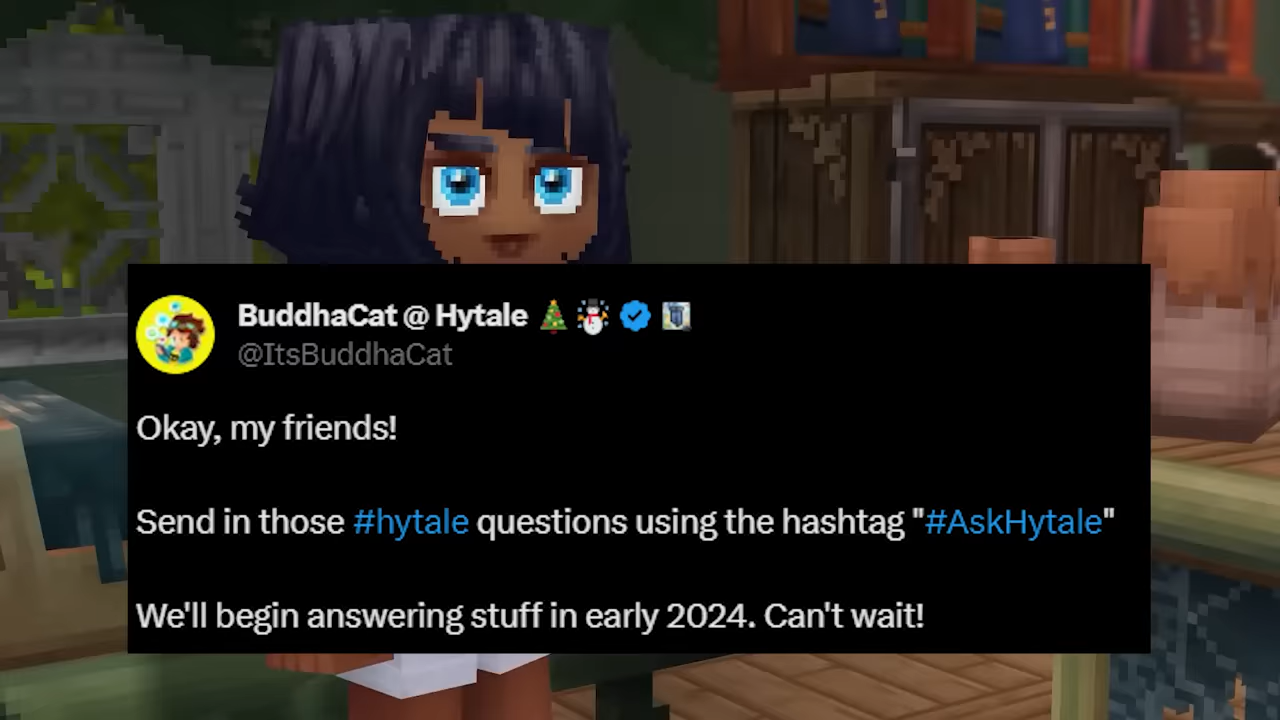 BuddhaCat @ Hytale 🎄☃️
@ItsBuddhaCat
Okay, my friends!
Send in those #hytale questions using the hashtag "#AskHytale"
We'll begin answering stuff in early 2024. Can't wait!